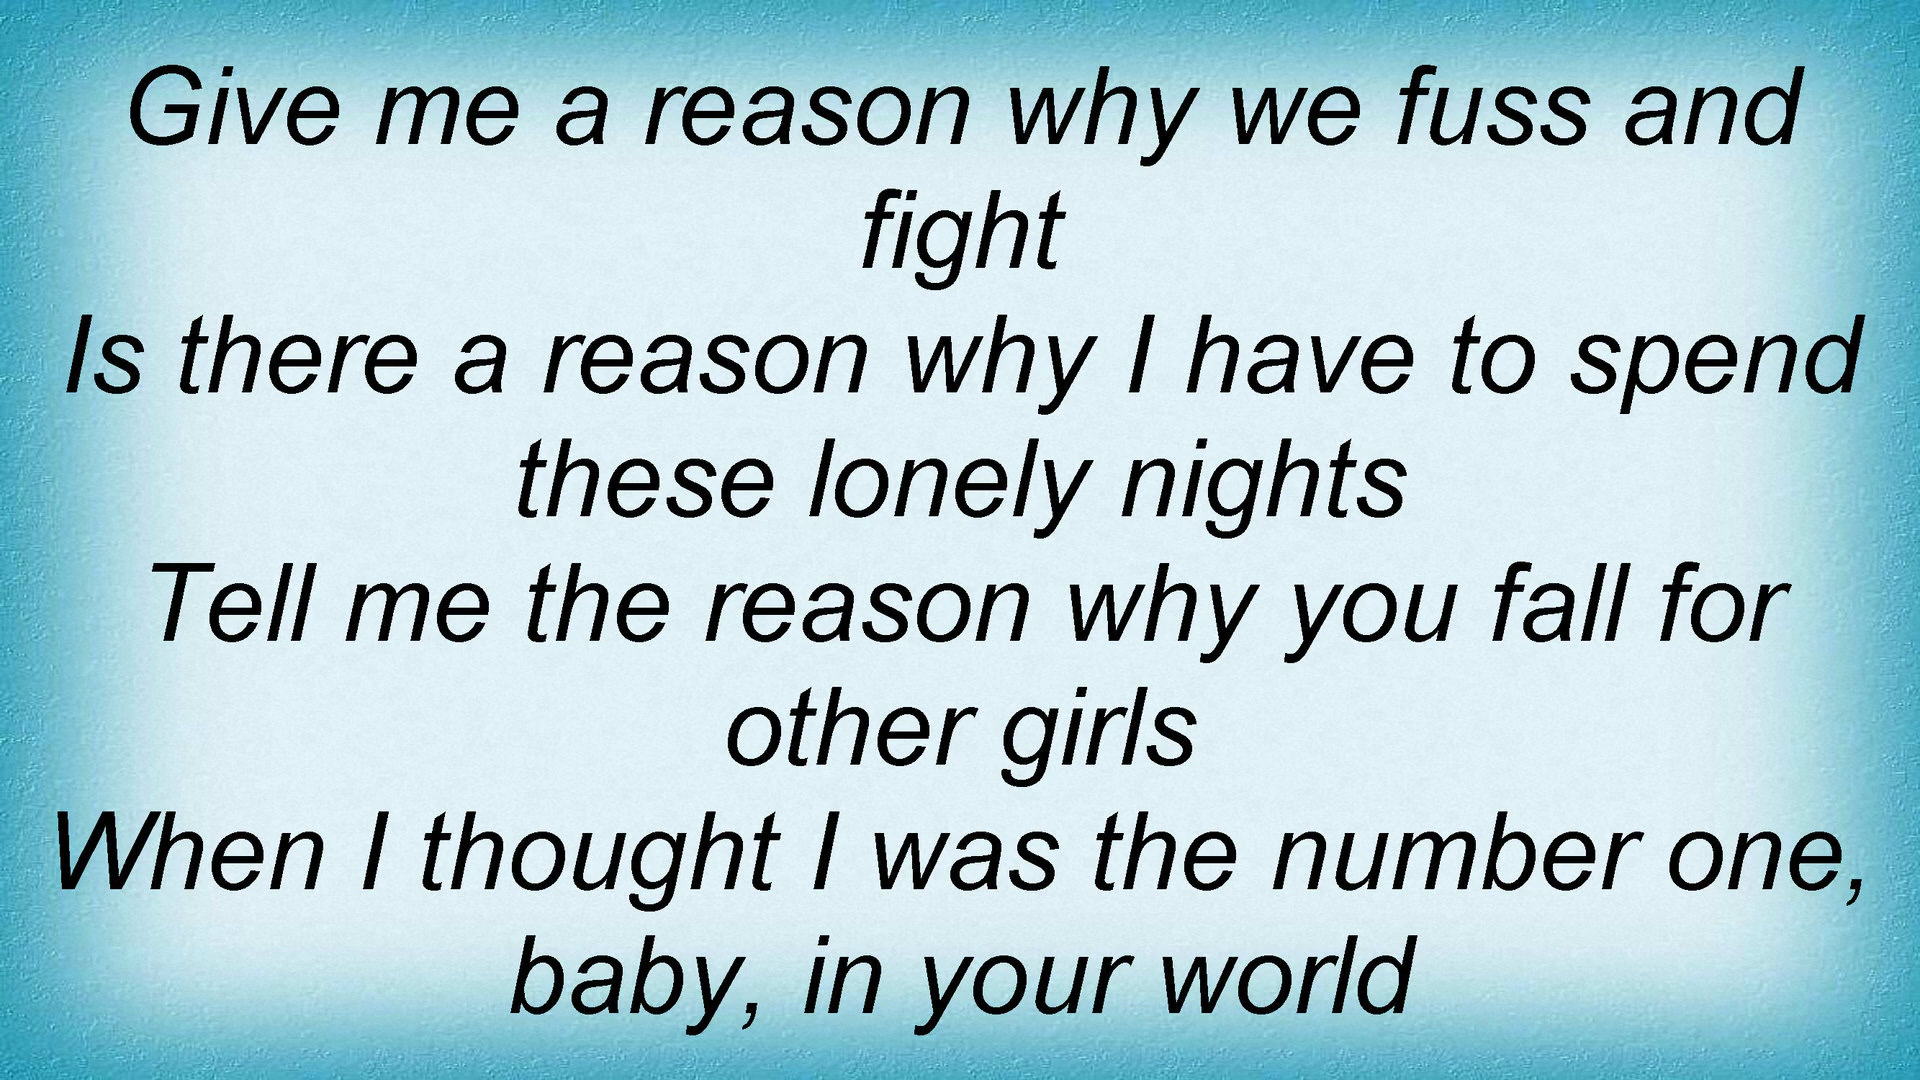 Give me a reason why we fuss and
fight
Is there a reason why I have to spend
these lonely nights
Tell me the reason why you fall for
other girls
When I thought I was the number one,
baby, in your world